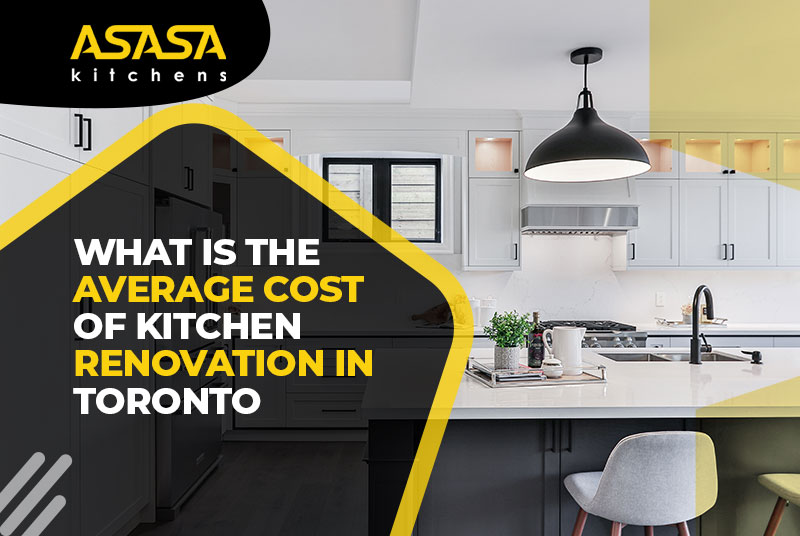 ASASA
kitchens
WHAT IS THE
AVERAGE COST
OF KITCHEN
RENOVATION IN
TORONTO